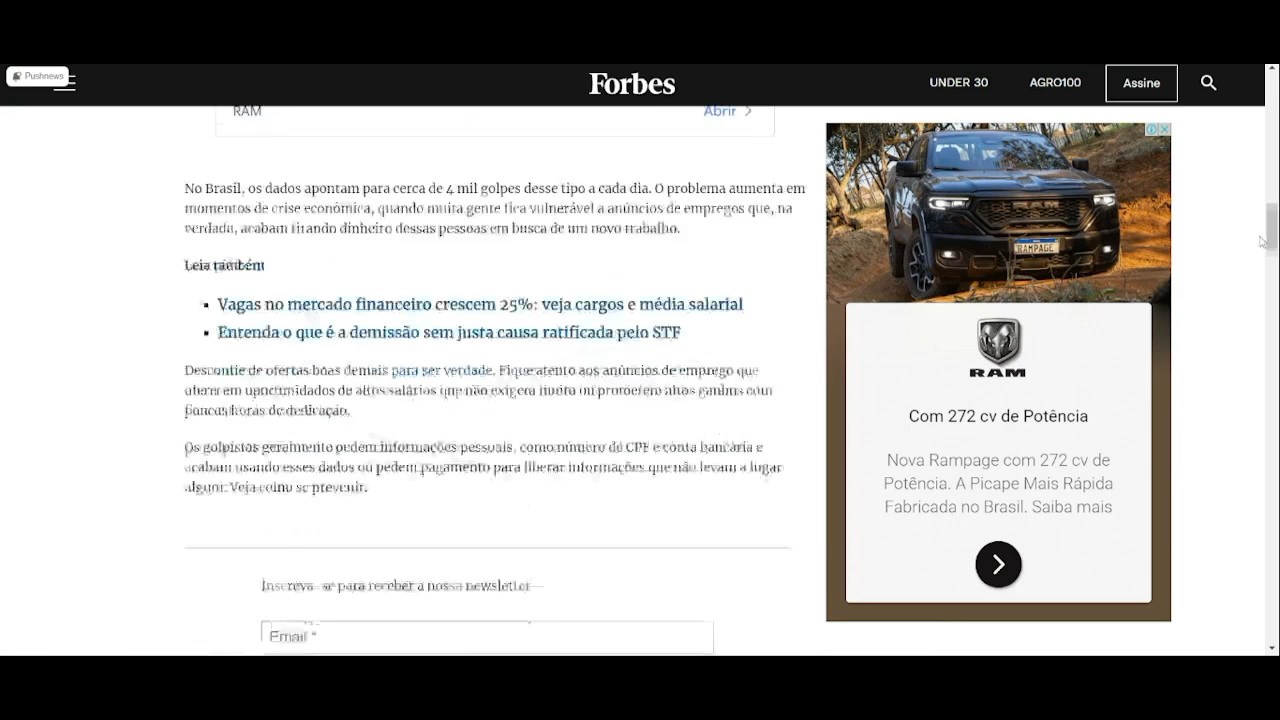 Pushnews
Forbes
UNDER 30
AGRO100
Assine
RAM
Abrir
No Brasil, os dados apontam para cerca de 4 mil golpes desse tipo a cada dia. O problema aumenta em
momentos de crise econômica, quando muita gente fica vulnerável a anúncios de empregos que, na
verdade, acabam tirando dinheiro dessas pessoas em busca de um novo trabalho.
Leia também
Vagas no mercado financeiro crescem 25%: veja cargos e média salarial
Entenda o que é a demissão sem justa causa ratificada pelo STF
Desconfie de ofertas boas demais para ser verdade. Fique atento aos anúncios de emprego que
oferecem oportunidades de altos salários que não exigem muito ou prometem altos ganhos com
poucas horas de dedicação.
Os golpistas geralmente pedem informações pessoais, como número do CPF e conta bancária e
acabam usando esses dados ou pedem pagamento para liberar informações que não levam a lugar
algum. Veja como se prevenir.
Inscreva-se para receber a nossa newsletter
Email *
RAMPAGE
RAM
Com 272 cv de Potência
Nova Rampage com 272 cv de
Potência. A Picape Mais Rápida
Fabricada no Brasil. Saiba mais